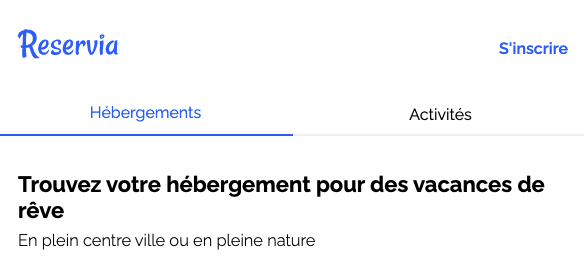 Reservia
S'inscrire
Hébergements
Activités
Trouvez votre hébergement pour des vacances de
rêve
En plein centre ville ou en pleine nature